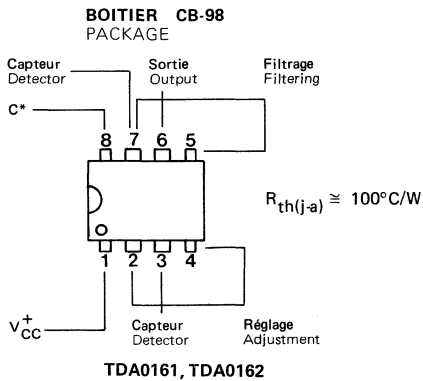 BOITIER CB-98
PACKAGE
Capteur
Detector
Sortie
Output
Filtrage
Filtering
C*
8 7 6 5
Rth(j-a) ≅ 100°C/W
1 2 3 4
V+CC
Capteur
Detector
Réglage
Adjustment
TDA0161, TDA0162